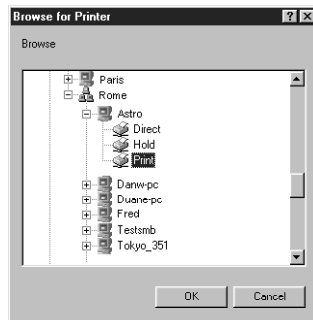 Browse for Printer
Browse
Paris
Rome
Astro
Direct
Hold
Print
Danw-pc
Duane-pc
Fred
Testsmb
Tokyo_351
OK Cancel